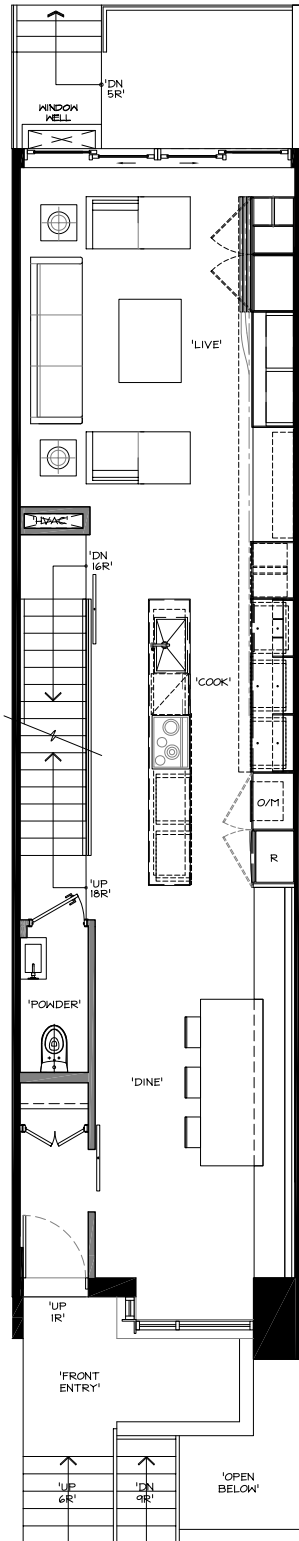 'DN
5R'
WINDOW
WELL
'LIVE'
'HVAC'
'DN
16R'
'COOK'
O/M
R
'UP
18R'
'POWDER'
'DINE'
'UP
1R'
'FRONT
ENTRY'
'UP
6R'
'DN
9R'
'OPEN
BELOW'